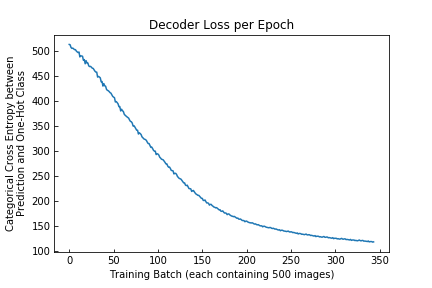 Decoder Loss per Epoch
Categorical Cross Entropy between
Prediction and One-Hot Class
500
450
400
350
300
250
200
150
100
0 50 100 150 200 250 300 350
Training Batch (each containing 500 images)